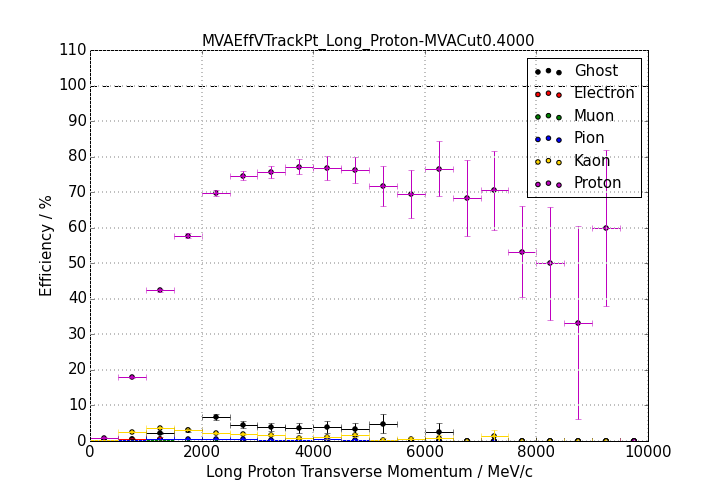 MVAEffVTrackPt_Long_Proton-MVACut0.4000
110
100
90
80
70
60
50
40
30
20
10
0
Efficiency / %
Ghost
Electron
Muon
Pion
Kaon
Proton
0 2000 4000 6000 8000 10000
Long Proton Transverse Momentum / MeV/c